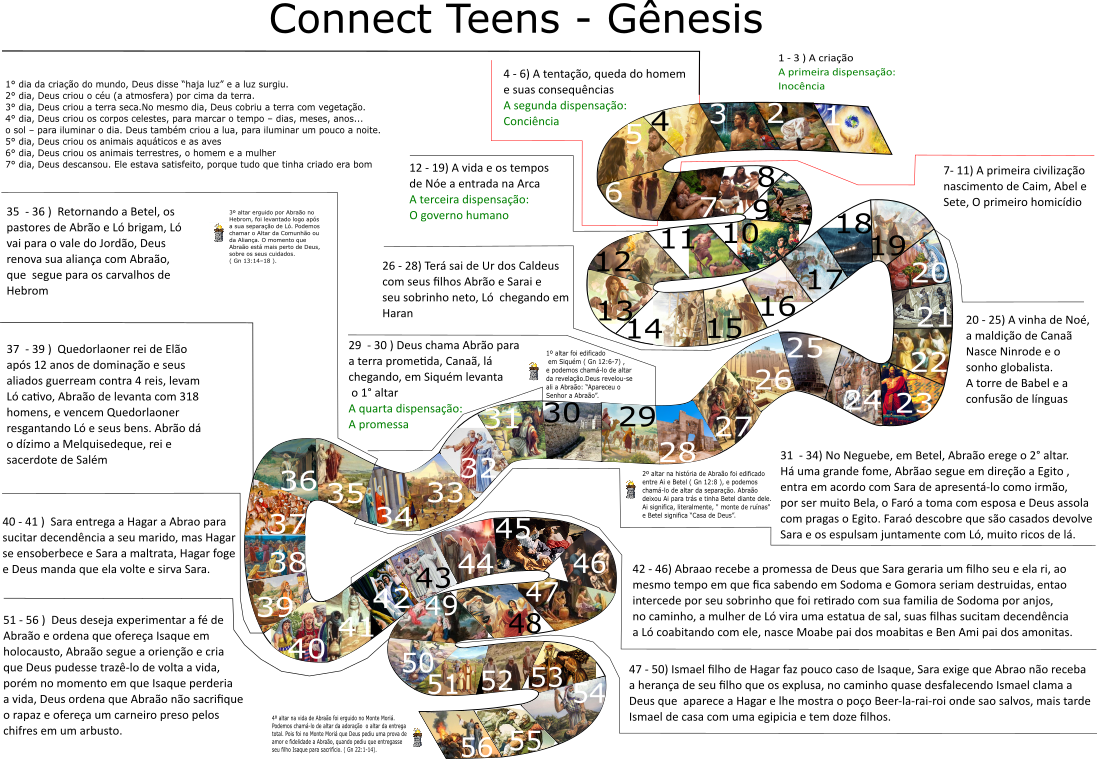 Connect Teens - Gênesis
1° dia da criação do mundo, Deus disse "haja luz" e a luz surgiu.
2° dia, Deus criou o céu (a atmosfera) por cima da terra.
3° dia, Deus criou a terra seca.No mesmo dia, Deus cobriu a terra com vegetação.
4° dia, Deus criou os corpos celestes, para marcar o tempo – dias, meses, anos...
o sol – para iluminar o dia. Deus também criou a lua, para iluminar um pouco a noite.
5° dia, Deus criou os animais aquáticos e as aves
6° dia, Deus criou os animais terrestres, o homem e a mulher
7° dia, Deus descansou. Ele estava satisfeito, porque tudo que tinha criado era bom
1 - 3 ) A criação
A primeira dispensação:
Inocência
4 - 6) A tentação, queda do homem
e suas consequências
A segunda dispensação:
Conciência
7- 11) A primeira civilização
nascimento de Caim, Abel e
Sete, O primeiro homicídio
12 - 19) A vida e os tempos
de Nóe a entrada na Arca
A terceira dispensação:
O governo humano
20 - 25) A vinha de Noé,
a maldição de Canaã
Nasce Ninrode e o
sonho globalista.
A torre de Babel e a
confusão de línguas
26 - 28) Terá sai de Ur dos Caldeus
com seus filhos Abrão e Sarai e
seu sobrinho neto, Ló  chegando em
Haran
29  - 30 ) Deus chama Abrão para
a terra prometida, Canaã, lá
chegando, em Siquém levanta
o 1° altar
A quarta dispensação:
A promessa
1º altar foi edificado
em Siquém ( Gn 12:6-7) ,
e podemos chamá-lo de altar
da revelação.Deus revelou-se
ali a Abraão: "Apareceu o
Senhor a Abraão".
31  - 34) No Neguebe, em Betel, Abraão erege o 2° altar.
Há uma grande fome, Abrãao segue em direção a Egito ,
entra em acordo com Sara de apresentá-lo como irmão,
por ser muito Bela, o Faró a toma com esposa e Deus assola
com pragas o Egito. Faraó descobre que são casados devolve
Sara e os espulsam juntamente com Ló, muito ricos de lá.
2º altar na história de Abraão foi edificado
entre Ai e Betel ( Gn 12:8 ), e podemos
chamá-lo de altar da separação. Abraão
deixou Ai para trás e tinha Betel diante dele.
Ai significa, literalmente, " monte de ruínas"
e Betel significa "Casa de Deus".
35  - 36 )  Retornando a Betel, os
pastores de Abrão e Ló brigam, Ló
vai para o vale do Jordão, Deus
renova sua aliança com Abraão,
que  segue para os carvalhos de
Hebrom
3º altar erguido por Abraão no
Hebrom, foi levantado logo após
a sua separação de Ló. Podemos
chamar o Altar da Comunhão ou
da Aliança. O momento que
Abraão está mais perto de Deus,
sobre os seus cuidados.
( Gn 13:14–18 ).
37  - 39 )  Quedorlaoner rei de Elão
após 12 anos de dominação e seus
aliados guerream contra 4 reis, levam
Ló cativo, Abraão de levanta com 318
homens, e vencem Quedorlaoner
resgantando Ló e seus bens. Abrão dá
o dízimo a Melquisedeque, rei e
sacerdote de Salém
40 - 41 )  Sara entrega a Hagar a Abrao para
sucitar decendência a seu marido, mas Hagar
se ensoberbece e Sara a maltrata, Hagar foge
e Deus manda que ela volte e sirva Sara.
42 - 46) Abraao recebe a promessa de Deus que Sara geraria um filho seu e ela ri, ao
mesmo tempo em que fica sabendo em Sodoma e Gomora seriam destruidas, entao
intercede por seu sobrinho que foi retirado com sua familia de Sodoma por anjos,
no caminho, a mulher de Ló vira uma estatua de sal, suas filhas sucitam decendência
a Ló coabitando com ele, nasce Moabe pai dos moabitas e Ben Ami pai dos amonitas.
47 - 50) Ismael filho de Hagar faz pouco caso de Isaque, Sara exige que Abrao não receba
a herança de seu filho que os explusa, no caminho quase desfalecendo Ismael clama a
Deus que  aparece a Hagar e lhe mostra o poço Beer-la-rai-roi onde sao salvos, mais tarde
Ismael de casa com uma egipicia e tem doze filhos.
51 - 56 )  Deus deseja experimentar a fé de
Abraão e ordena que ofereça Isaque em
holocausto, Abraão segue a orienção e cria
que Deus pudesse trazê-lo de volta a vida,
porém no momento em que Isaque perderia
a vida, Deus ordena que Abraão não sacrifique
o rapaz e ofereça um carneiro preso pelos
chifres em um arbusto.
4º altar na vida de Abraão foi erguido no Monte Moriá.
Podemos chamá-lo de altar da adoração  o altar da entrega
total. Pois foi no Monte Moriá que Deus pediu uma prova de
amor e fidelidade a Abraão, quando pediu que entregasse
seu filho Isaque para sacrifício. ( Gn 22:1-14).
1
2
3
4
5
6
7
8
9
10
11
12
13
14
15
16
17
18
19
20
21
22
23
24
25
26
27
28
29
30
31
32
33
34
35
36
37
38
39
40
41
42
43
44
45
46
47
48
49
50
51
52
53
54
55
56